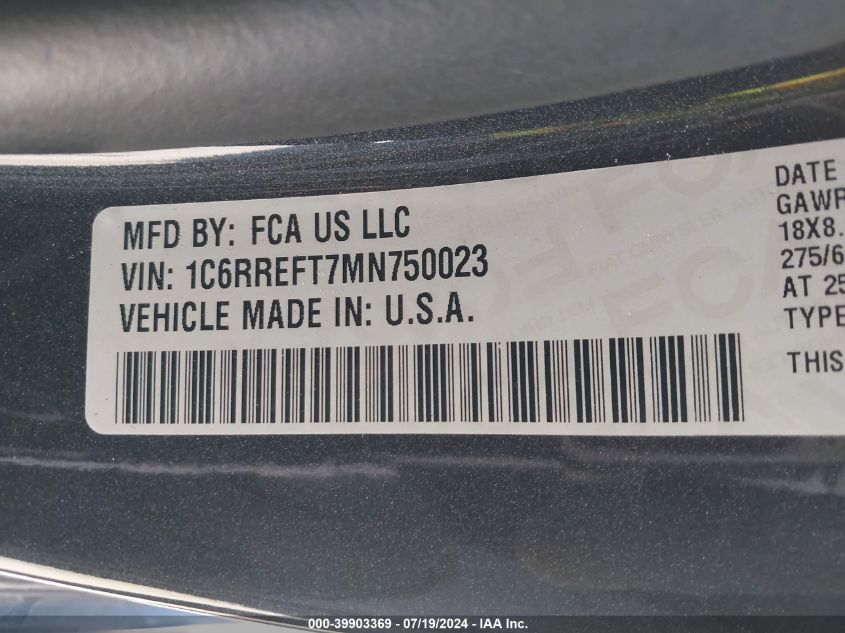 MFD BY: FCA US LLC
VIN: 1C6RREFT7MN750023
VEHICLE MADE IN: U.S.A.
DATE
GAWR
18X8.
275/6
AT 25
TYPE
THIS
000-39903369 - 07/19/2024 - IAA Inc.